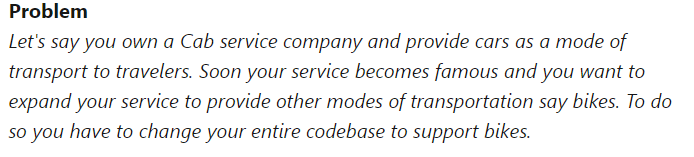 Problem
Let's say you own a Cab service company and provide cars as a mode of
transport to travelers. Soon your service becomes famous and you want to
expand your service to provide other modes of transportation say bikes. To do
so you have to change your entire codebase to support bikes.